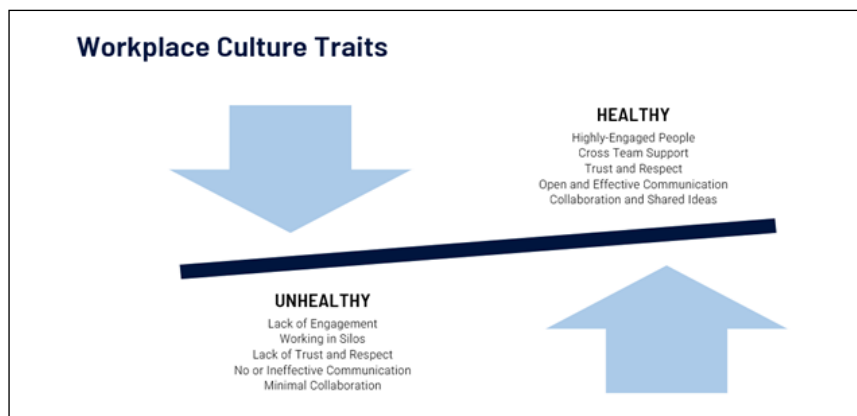 Workplace Culture Traits
HEALTHY
Highly-Engaged People
Cross Team Support
Trust and Respect
Open and Effective Communication
Collaboration and Shared Ideas
UNHEALTHY
Lack of Engagement
Working in Silos
Lack of Trust and Respect
No or Ineffective Communication
Minimal Collaboration